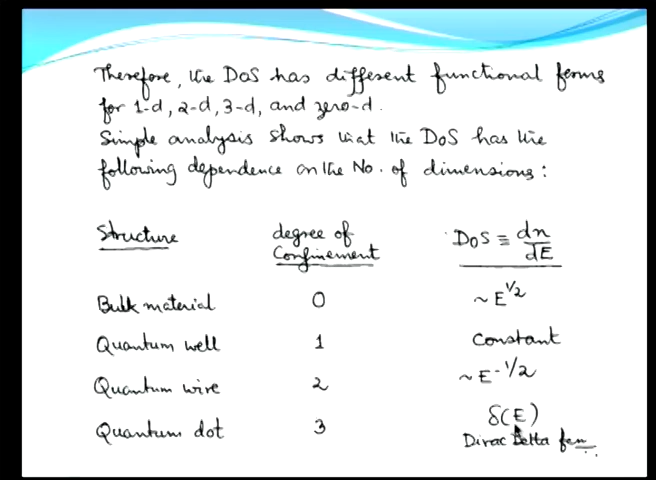 Therefore, the DoS has different functional forms
for 1-d, 2-d, 3-d, and zero-d.
Simple analysis shows that the DoS has the
following dependence on the No. of dimensions :
Structure degree of Confinement DoS ≡ dn/dE
Bulk material 0 ~ E^1/2
Quantum well 1 Constant
Quantum wire 2 ~ E^-1/2
Quantum dot 3 δ(E)
Dirac Delta fcn